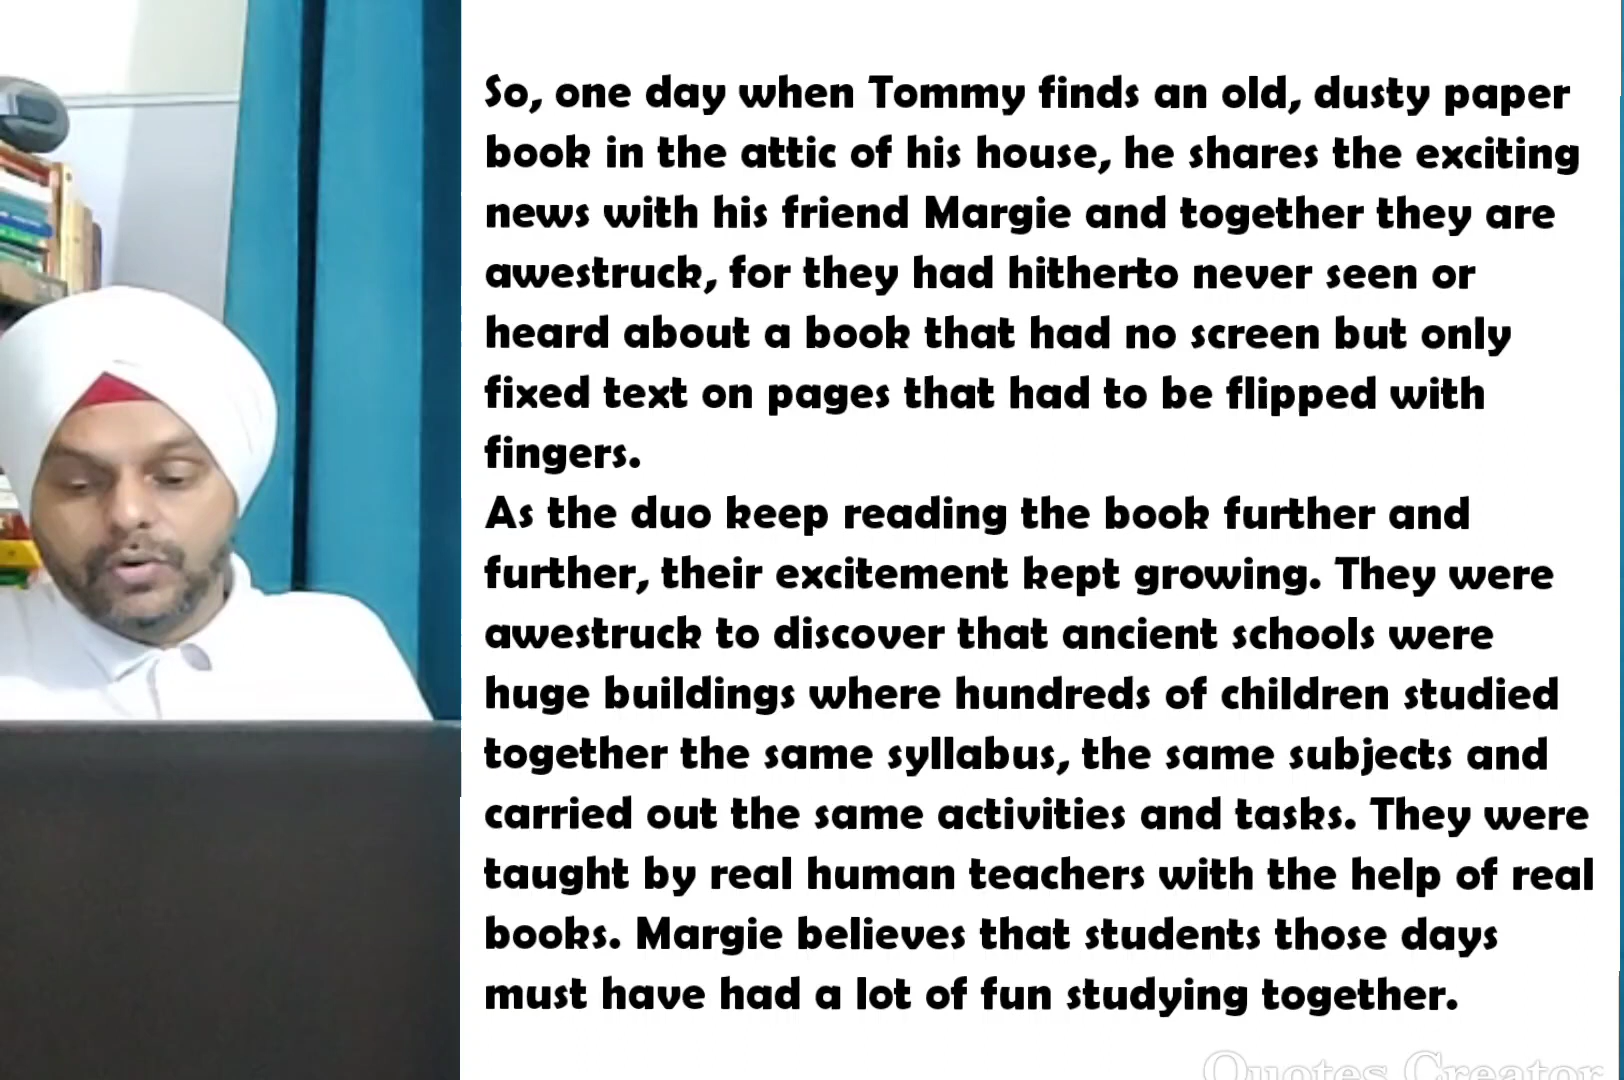 So, one day when Tommy finds an old, dusty paper
book in the attic of his house, he shares the exciting
news with his friend Margie and together they are
awestruck, for they had hitherto never seen or
heard about a book that had no screen but only
fixed text on pages that had to be flipped with
fingers.
As the duo keep reading the book further and
further, their excitement kept growing. They were
awestruck to discover that ancient schools were
huge buildings where hundreds of children studied
together the same syllabus, the same subjects and
carried out the same activities and tasks. They were
taught by real human teachers with the help of real
books. Margie believes that students those days
must have had a lot of fun studying together.
Quotes Creator